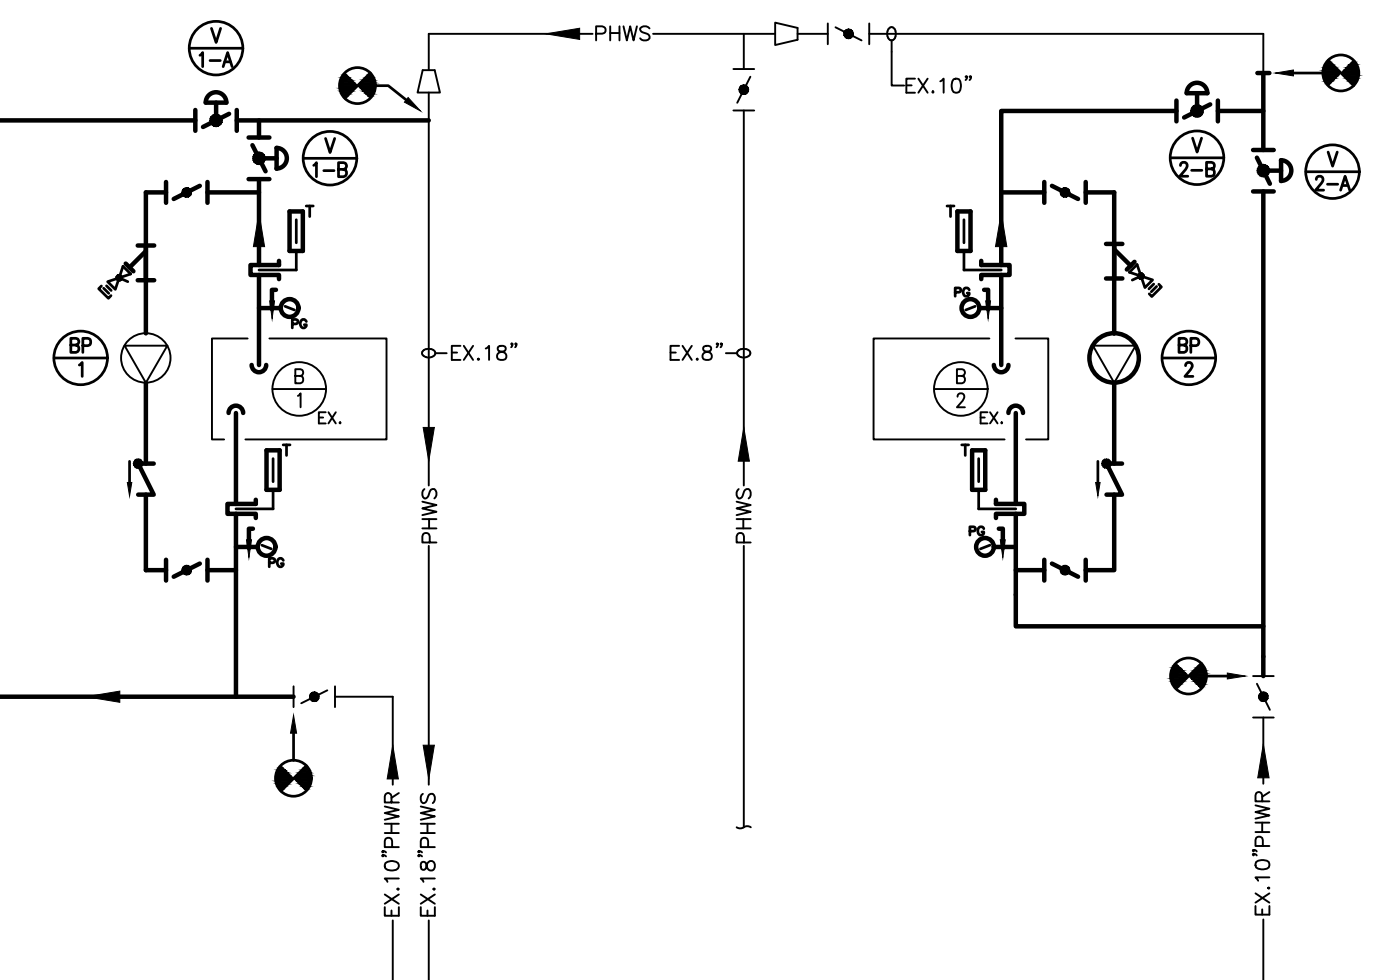 V
1-A
PHWS
EX.10"
V
1-B
V
2-B
V
2-A
T
T
PG
PG
BP
1
EX.18"
EX.8"
BP
2
B
1
EX.
B
2
EX.
T
T
PHWS
PHWS
PG
PG
EX.10"PHWR
EX.18"PHWS
EX.10"PHWR